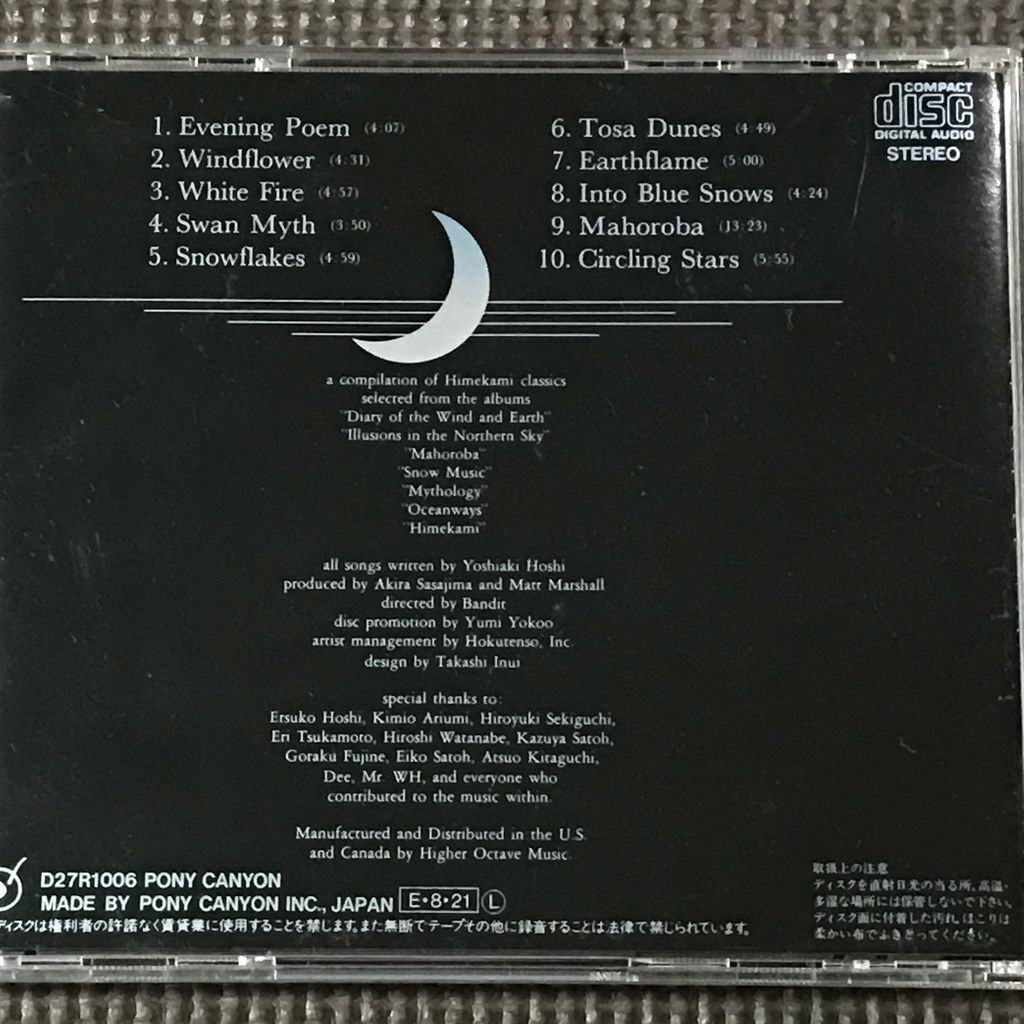 1. Evening Poem (4:07)
2. Windflower (4:31)
3. White Fire (4:57)
4. Swan Myth (3:50)
5. Snowflakes (4:59)
6. Tosa Dunes (4:49)
7. Earthflame (5:00)
8. Into Blue Snows (4:24)
9. Mahoroba (13:23)
10. Circling Stars (5:55)
COMPACT
disc
DIGITAL AUDIO
STEREO
a compilation of Himekami classics
selected from the albums
"Diary of the Wind and Earth"
"Illusions in the Northern Sky"
"Mahoroba"
"Snow Music"
"Mythology"
"Oceanways"
"Himekami"
all songs written by Yoshiaki Hoshi
produced by Akira Sasajima and Matt Marshall
directed by Bandit
disc promotion by Yumi Yokoo
artist management by Hokutenso, Inc.
design by Takashi Inui
special thanks to:
Etsuko Hoshi, Kimio Ariumi, Hiroyuki Sekiguchi,
Eri Tsukamoto, Hiroshi Watanabe, Kazuya Satoh,
Goraku Fujine, Eiko Satoh, Atsuo Kitaguchi,
Dee, Mr. WH, and everyone who
contributed to the music within.
Manufactured and Distributed in the U.S.
and Canada by Higher Octave Music.
D27R1006 PONY CANYON
MADE BY PONY CANYON INC., JAPAN E・8・21 Ⓛ
ディスクは権利者の許諾なく賃貸業に使用することを禁じます。また無断でテープその他に録音することは法律で禁じられています。
取扱上の注意
ディスクを直射日光の当る所、高温・
多湿な場所には保管しないで下さい。
ディスク面に付着した汚れ、ほこりは
柔かい布でふきとってください。